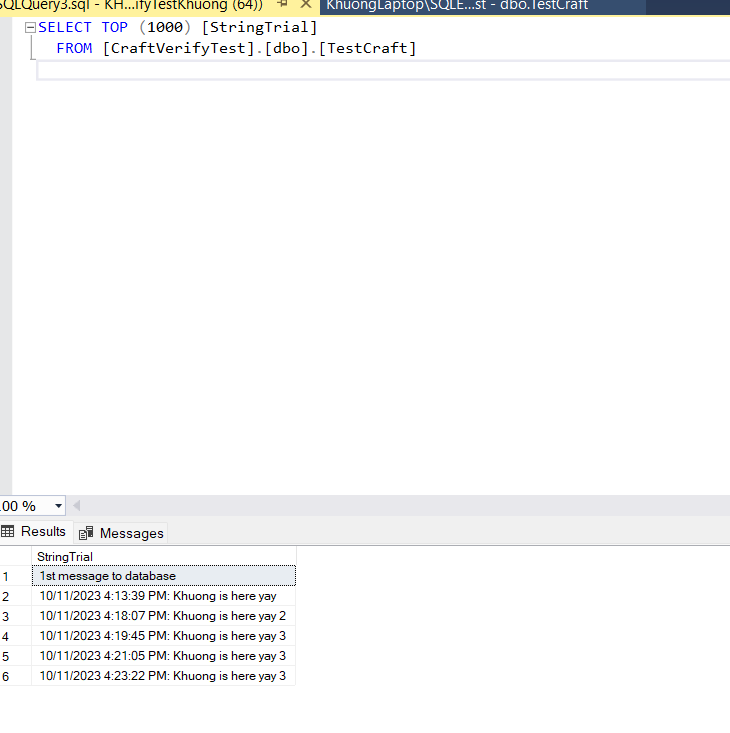 SQLQuery3.sql - KH...ifyTestKhuong (64))
KhuongLaptop\SQLE...st - dbo.TestCraft
SELECT TOP (1000) [StringTrial]
FROM [CraftVerifyTest].[dbo].[TestCraft]
.00 %
Results
Messages
StringTrial
1 1st message to database
2 10/11/2023 4:13:39 PM: Khuong is here yay
3 10/11/2023 4:18:07 PM: Khuong is here yay 2
4 10/11/2023 4:19:45 PM: Khuong is here yay 3
5 10/11/2023 4:21:05 PM: Khuong is here yay 3
6 10/11/2023 4:23:22 PM: Khuong is here yay 3